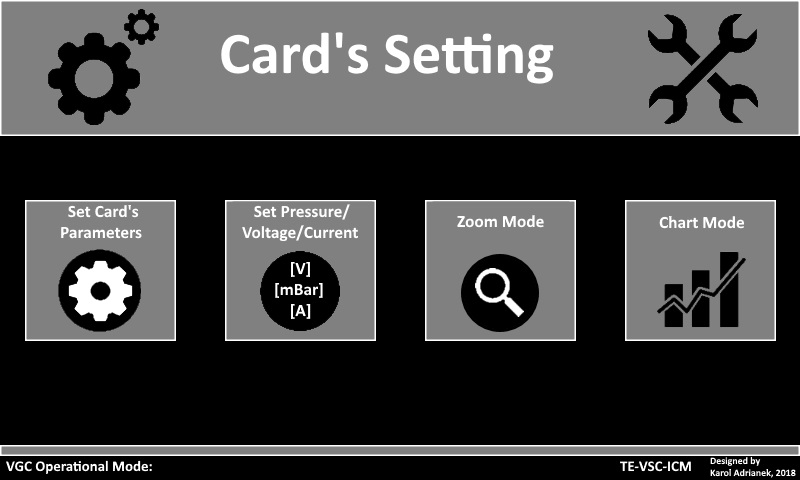 Card's Setting
Set Card's
Parameters
Set Pressure/
Voltage/Current
[V]
[mBar]
[A]
Zoom Mode
Chart Mode
VGC Operational Mode:
TE-VSC-ICM
Designed by
Karol Adrianek, 2018